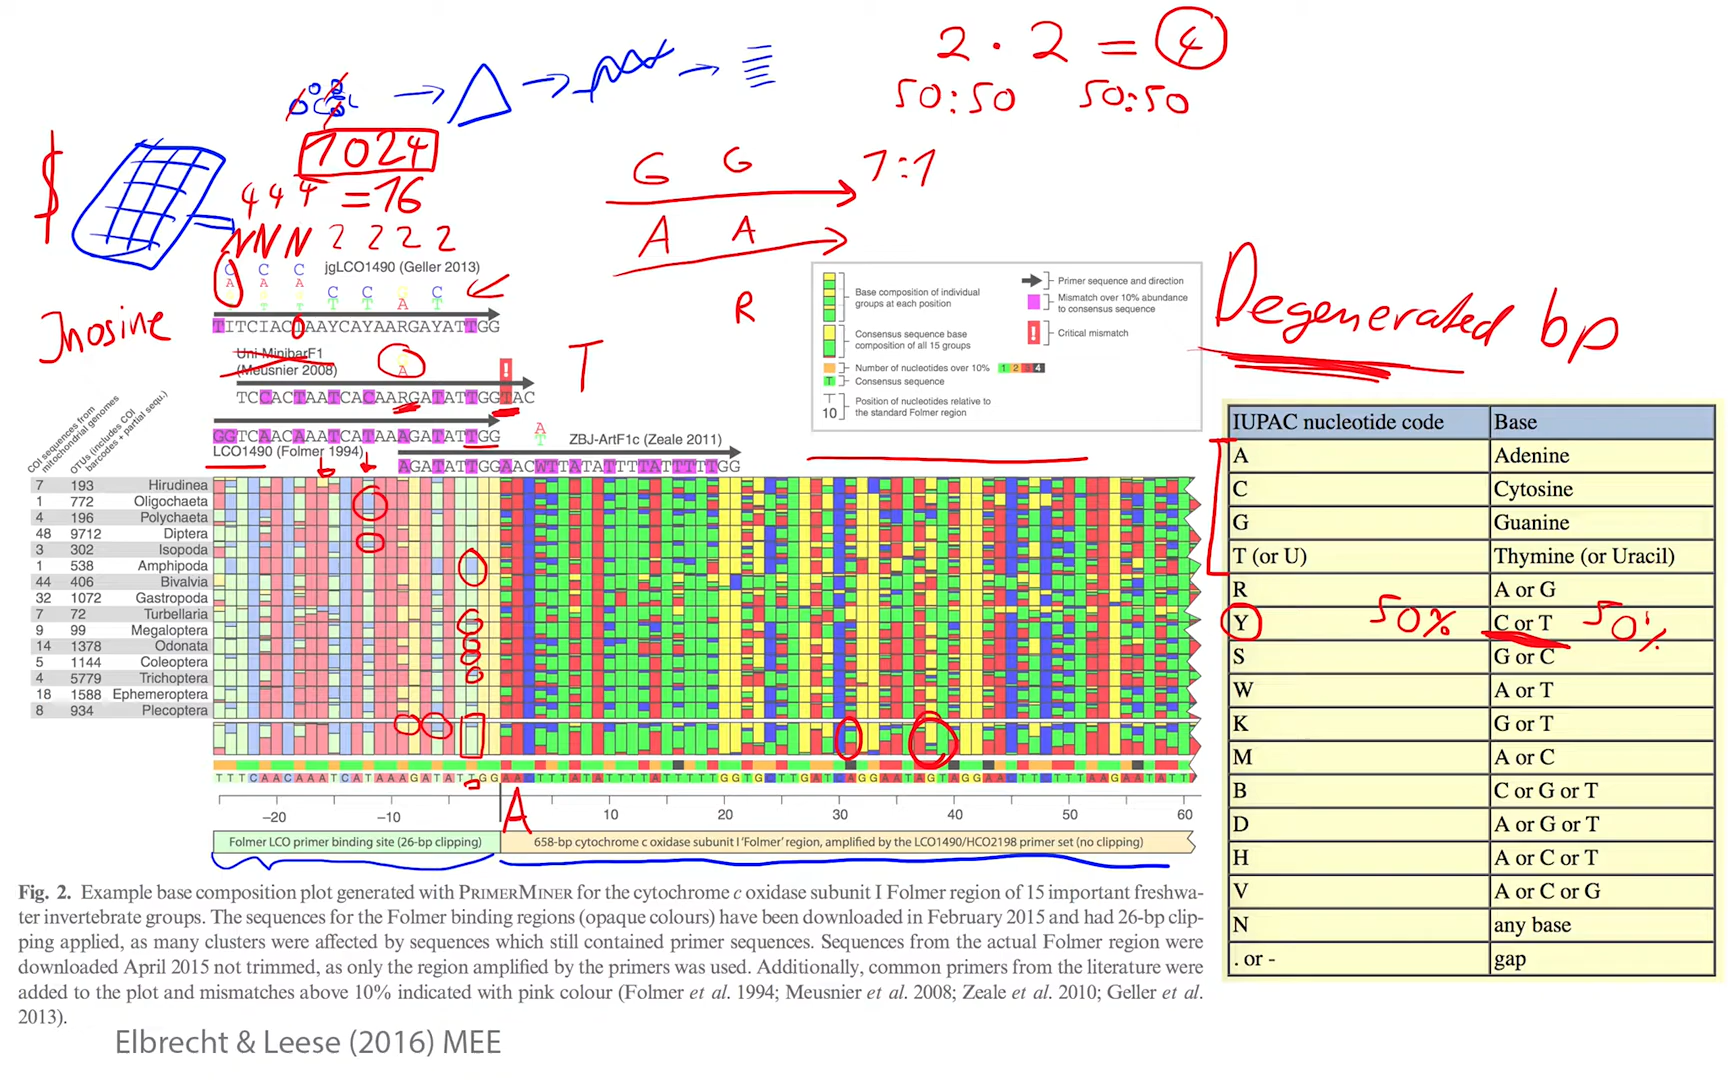 2 · 2 = 4
50:50 50:50
1024
$
4 4 4 = 16
N N N 2 2 2 2
G G 1:1
A A
R
jgLCO1490 (Geller 2013)
C C C C C G C
A A A T T A T
TITCIACIAAYCAYAARGAYATTGG
Inosine
T
Uni-MinibarF1
(Meusnier 2008)
A
TCCACTAATCACAARGATATTGGTAC
GGTCAACAAATCATAAAGATATTGG
LCO1490 (Folmer 1994)
A
T
ZBJ-ArtF1c (Zeale 2011)
AGATATTGGAACWTTATATTTTATTTTTGG
Base composition of individual
groups at each position
Consensus sequence base
composition of all 15 groups
Number of nucleotides over 10% 1 2 3 4
T Consensus sequence
T Position of nucleotides relative to
10 the standard Folmer region
Primer sequence and direction
Mismatch over 10% abundance
to consensus sequence
! Critical mismatch
Degenerated bp
IUPAC nucleotide code Base
A Adenine
C Cytosine
G Guanine
T (or U) Thymine (or Uracil)
R A or G
Y 50% C or T 50%
S G or C
W A or T
K G or T
M A or C
B C or G or T
D A or G or T
H A or C or T
V A or C or G
N any base
. or - gap
COI sequences from
mitochondrial genomes
OTUs (includes COI
barcodes + partial sequ.)
7 193 Hirudinea
1 772 Oligochaeta
4 196 Polychaeta
48 9712 Diptera
3 302 Isopoda
1 538 Amphipoda
44 406 Bivalvia
32 1072 Gastropoda
7 72 Turbellaria
9 99 Megaloptera
14 1378 Odonata
5 1144 Coleoptera
4 5779 Trichoptera
18 1588 Ephemeroptera
8 934 Plecoptera
A
−20 −10 10 20 30 40 50 60
Folmer LCO primer binding site (26-bp clipping)
658-bp cytochrome c oxidase subunit I 'Folmer' region, amplified by the LCO1490/HCO2198 primer set (no clipping)
Fig. 2. Example base composition plot generated with PRIMERMINER for the cytochrome c oxidase subunit I Folmer region of 15 important freshwa-
ter invertebrate groups. The sequences for the Folmer binding regions (opaque colours) have been downloaded in February 2015 and had 26-bp clip-
ping applied, as many clusters were affected by sequences which still contained primer sequences. Sequences from the actual Folmer region were
downloaded April 2015 not trimmed, as only the region amplified by the primers was used. Additionally, common primers from the literature were
added to the plot and mismatches above 10% indicated with pink colour (Folmer et al. 1994; Meusnier et al. 2008; Zeale et al. 2010; Geller et al.
2013).
Elbrecht & Leese (2016) MEE